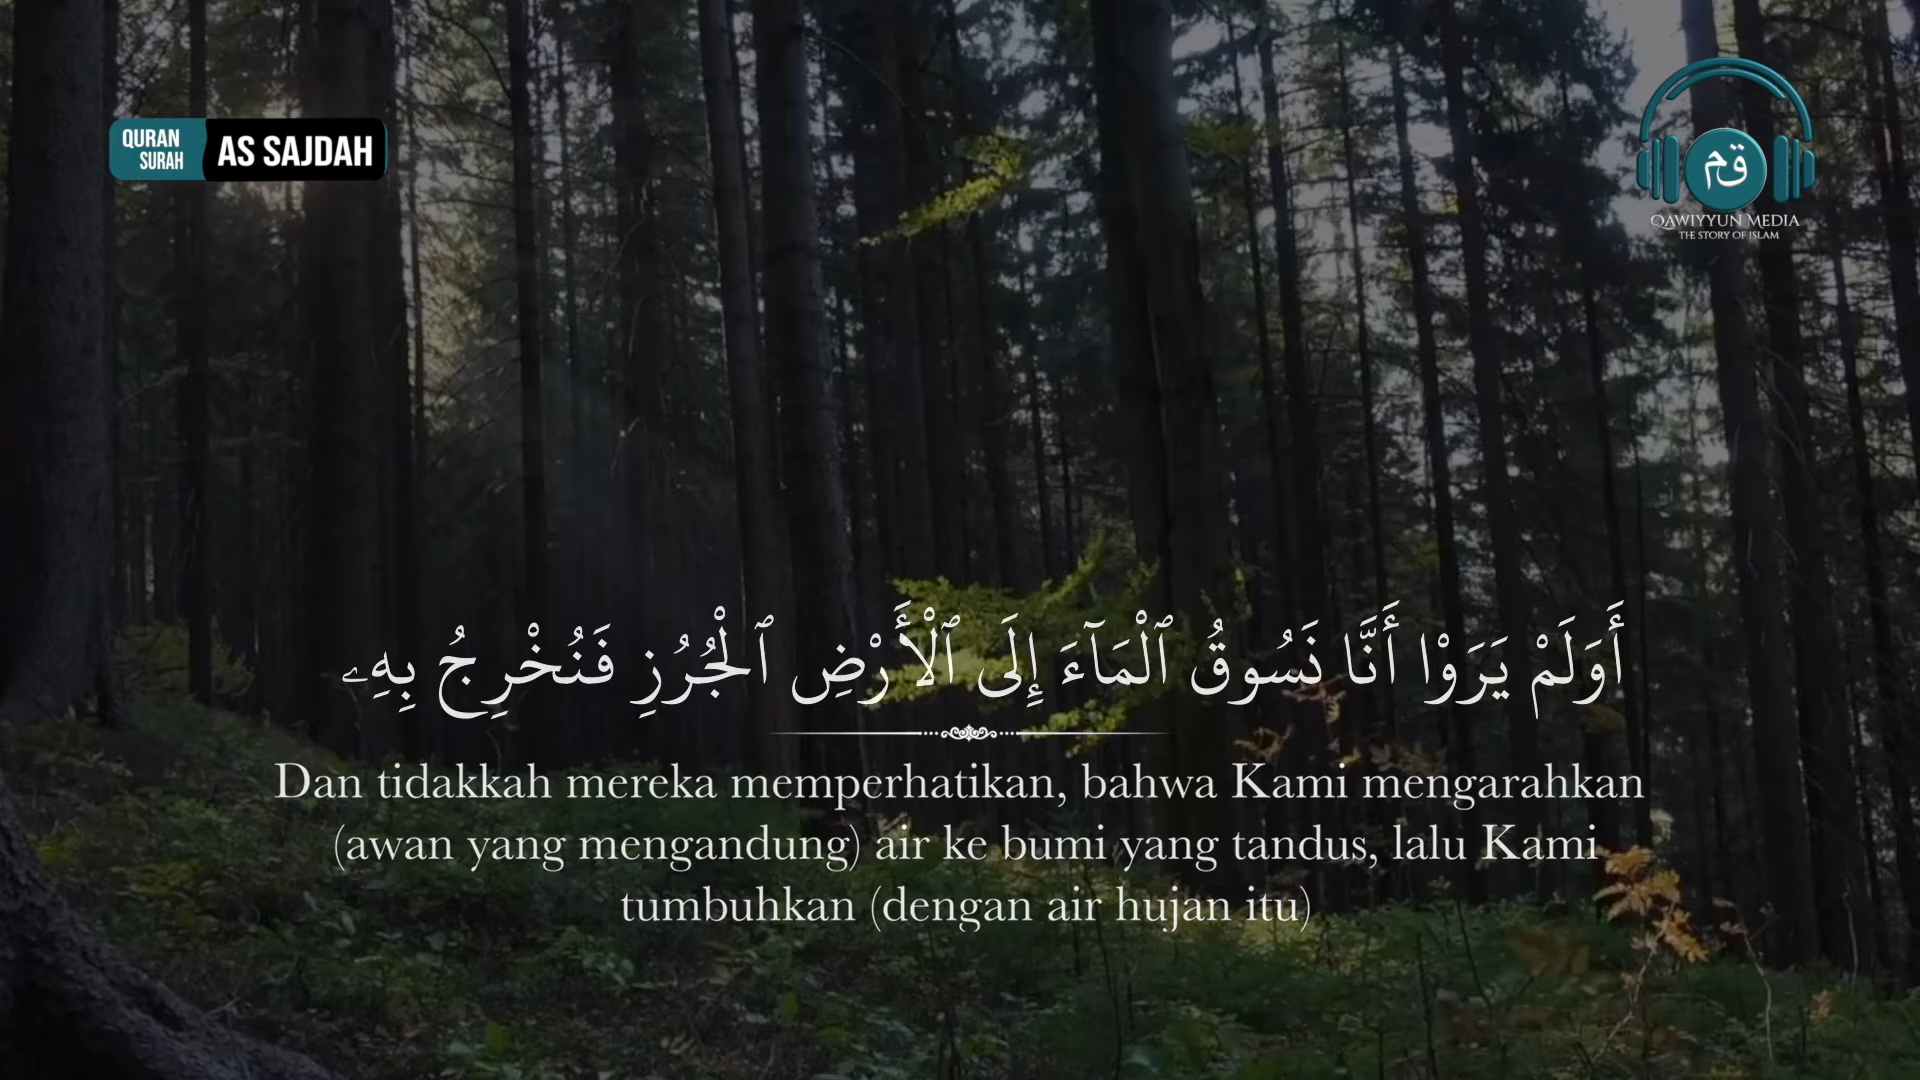 QURAN
SURAH
AS SAJDAH
قم
QAWIYYUN MEDIA
THE STORY OF ISLAM
أَوَلَمْ يَرَوْا أَنَّا نَسُوقُ ٱلْمَآءَ إِلَى ٱلْأَرْضِ ٱلْجُرُزِ فَنُخْرِجُ بِهِۦ
Dan tidakkah mereka memperhatikan, bahwa Kami mengarahkan
(awan yang mengandung) air ke bumi yang tandus, lalu Kami
tumbuhkan (dengan air hujan itu)